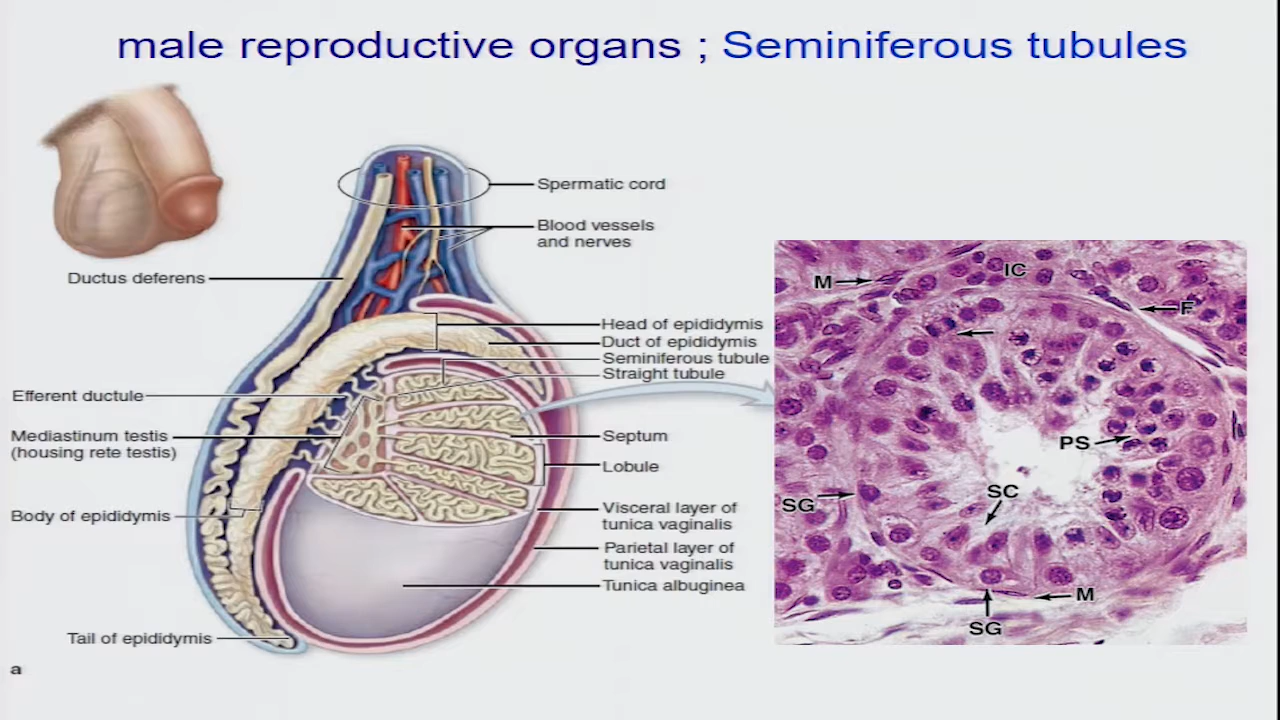 male reproductive organs ; Seminiferous tubules
Spermatic cord
Blood vessels
and nerves
Ductus deferens
Head of epididymis
Duct of epididymis
Seminiferous tubule
Straight tubule
Efferent ductule
Mediastinum testis
(housing rete testis)
Septum
Lobule
Body of epididymis
Visceral layer of
tunica vaginalis
Parietal layer of
tunica vaginalis
Tunica albuginea
Tail of epididymis
a
M
IC
F
PS
SC
SG
M
SG